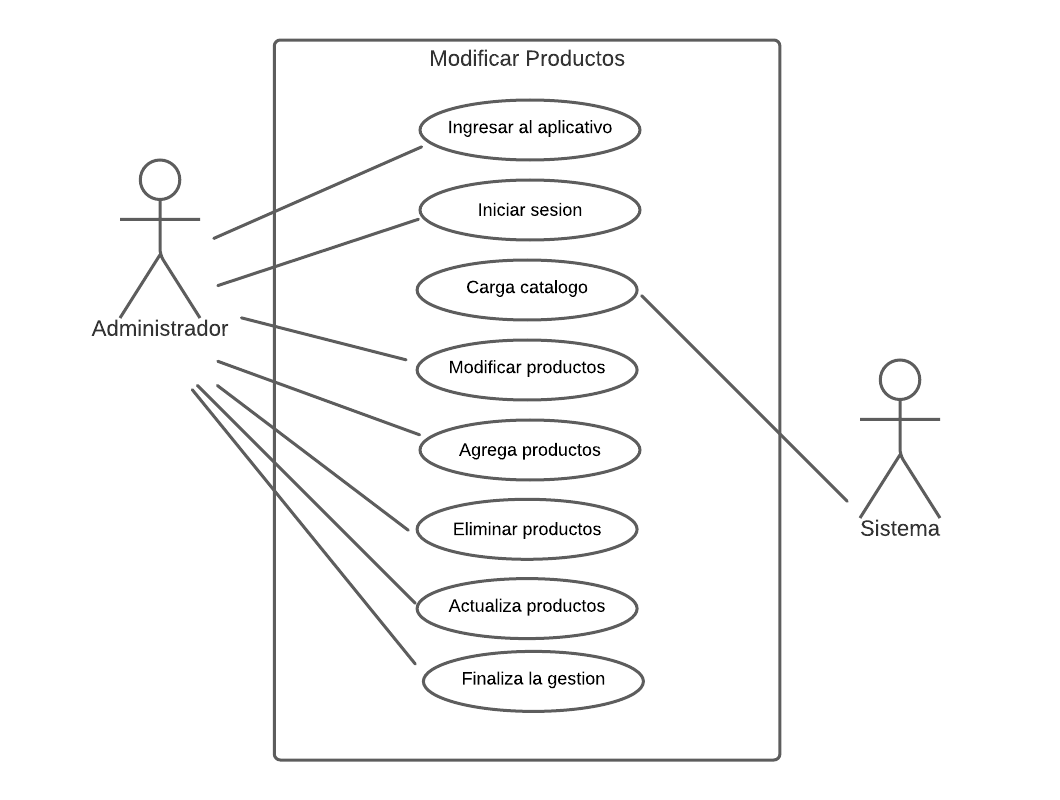 Modificar Productos
Ingresar al aplicativo
Iniciar sesion
Carga catalogo
Administrador
Modificar productos
Agrega productos
Eliminar productos
Sistema
Actualiza productos
Finaliza la gestion